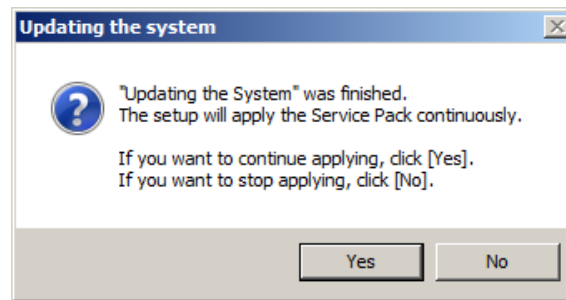 Updating the system
"Updating the System" was finished.
The setup will apply the Service Pack continuously.
If you want to continue applying, click [Yes].
If you want to stop applying, click [No].
Yes No